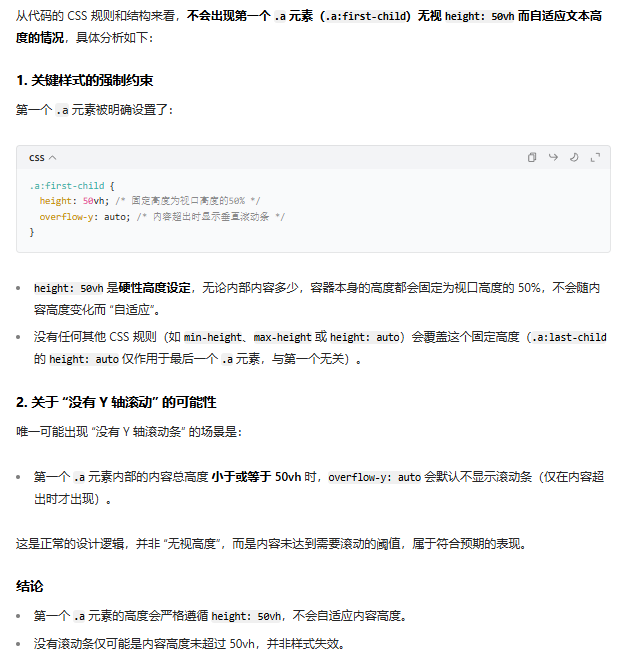 从代码的 CSS 规则和结构来看，不会出现第一个 .a 元素（.a:first-child）无视 height: 50vh 而自适应文本高
度的情况，具体分析如下：
1. 关键样式的强制约束
第一个 .a 元素被明确设置了：
css
.a:first-child {
  height: 50vh; /* 固定高度为视口高度的50% */
  overflow-y: auto; /* 内容超出时显示垂直滚动条 */
}
• height: 50vh 是硬性高度设定，无论内部内容多少，容器本身的高度都会固定为视口高度的 50%，不会随内
容高度变化而 “自适应”。
• 没有任何其他 CSS 规则（如 min-height、max-height 或 height: auto）会覆盖这个固定高度（.a:last-child
的 height: auto 仅作用于最后一个 .a 元素，与第一个无关）。
2. 关于 “没有 Y 轴滚动” 的可能性
唯一可能出现 “没有 Y 轴滚动条” 的场景是：
• 第一个 .a 元素内部的内容总高度 小于或等于 50vh 时，overflow-y: auto 会默认不显示滚动条（仅在内容超
出时才出现）。
这是正常的设计逻辑，并非 “无视高度”，而是内容未达到需要滚动的阈值，属于符合预期的表现。
结论
• 第一个 .a 元素的高度会严格遵循 height: 50vh，不会自适应内容高度。
• 没有滚动条仅可能是内容高度未超过 50vh，并非样式失效。